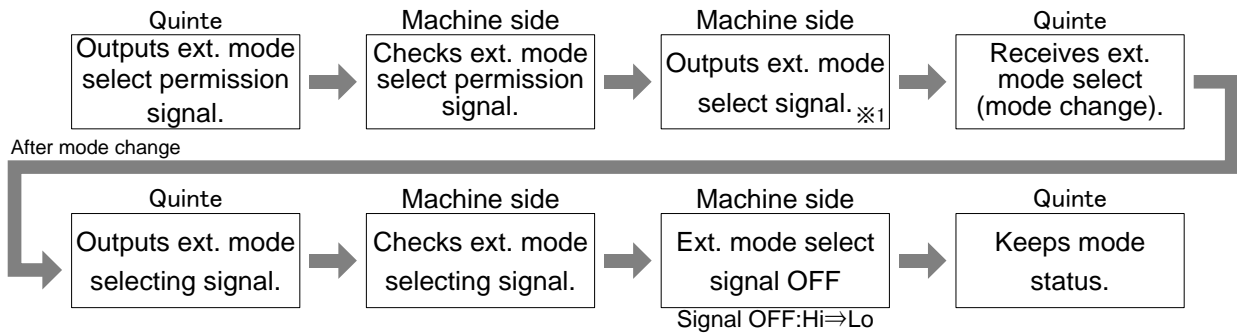 Quinte
Outputs ext. mode
select permission
signal.
Machine side
Checks ext. mode
select permission
signal.
Machine side
Outputs ext. mode
select signal.※1
Quinte
Receives ext.
mode select
(mode change).
After mode change
Quinte
Outputs ext. mode
selecting signal.
Machine side
Checks ext. mode
selecting signal.
Machine side
Ext. mode select
signal OFF
Signal OFF:Hi⇒Lo
Quinte
Keeps mode
status.